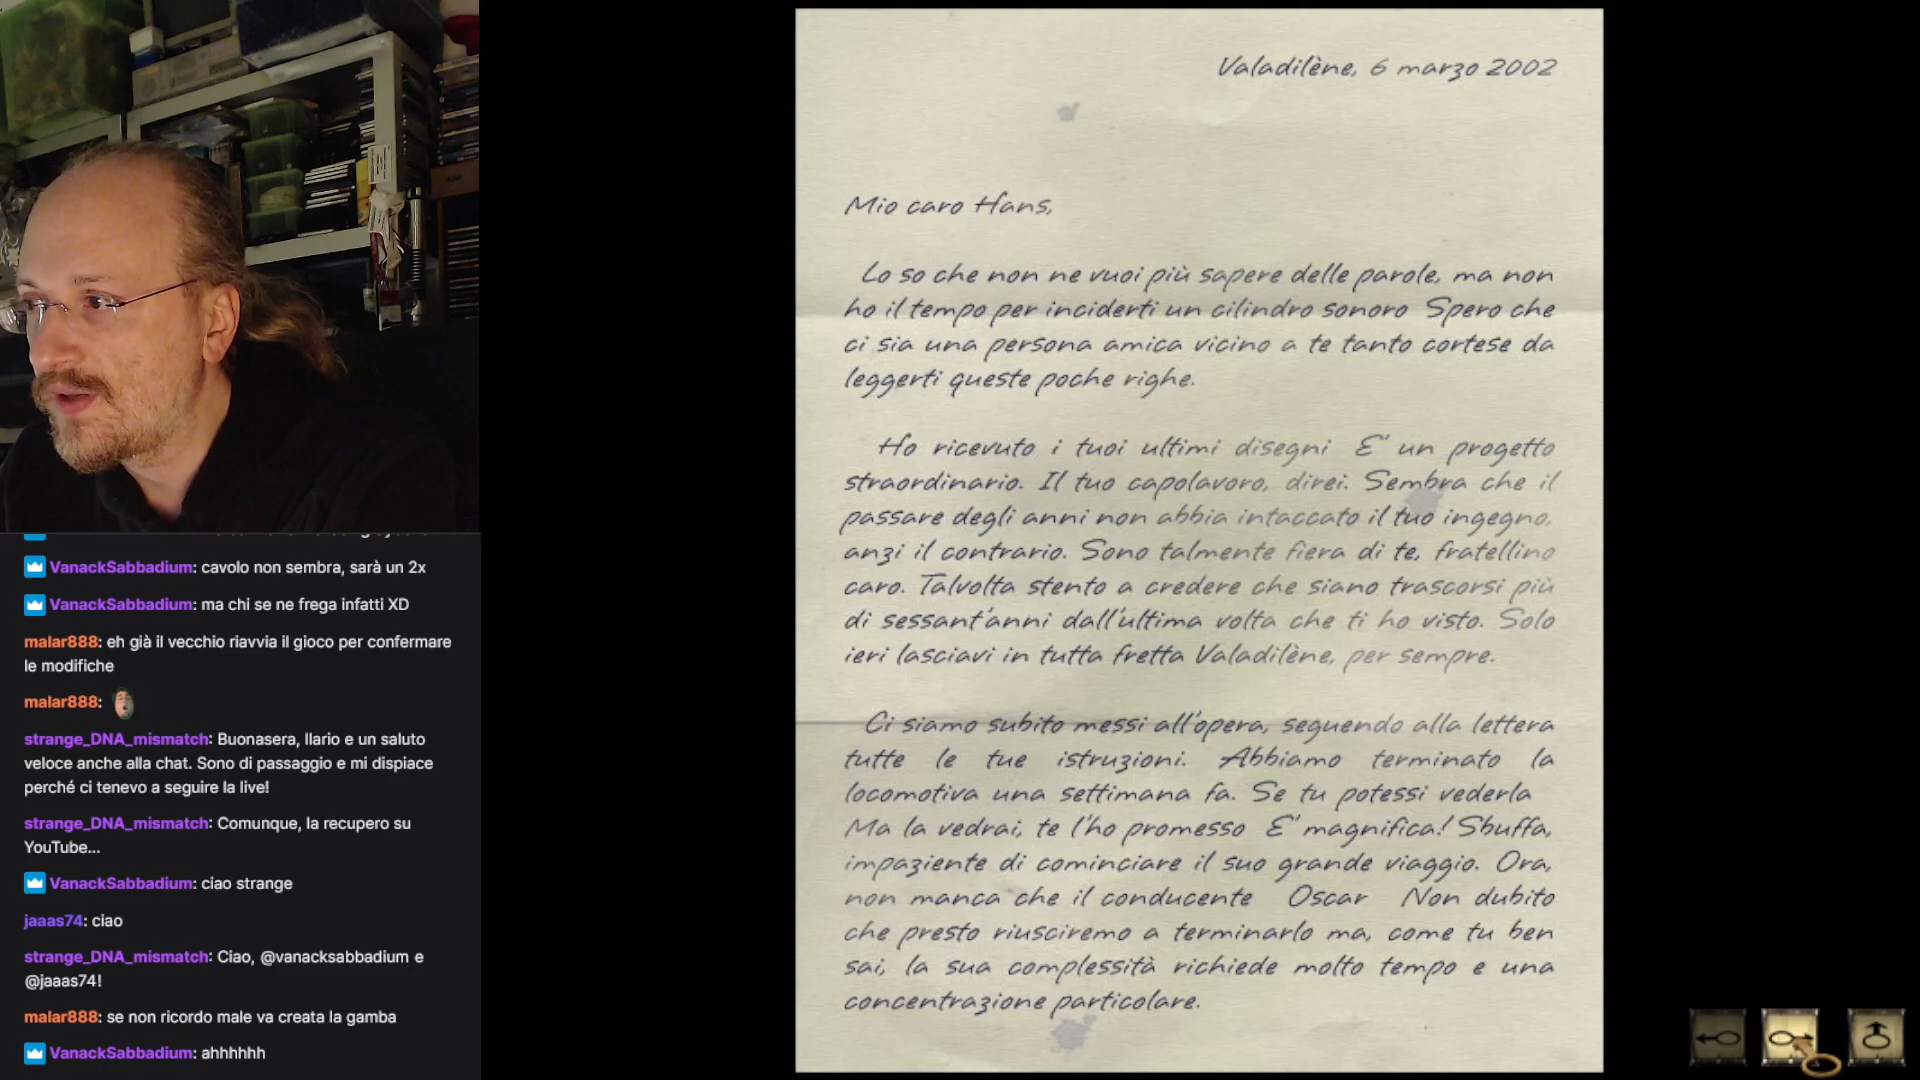 VanackSabbadium: cavolo non sembra, sarà un 2x
VanackSabbadium: ma chi se ne frega infatti XD
malar888: eh già il vecchio riavvia il gioco per confermare
le modifiche
malar888:
strange_DNA_mismatch: Buonasera, Ilario e un saluto
veloce anche alla chat. Sono di passaggio e mi dispiace
perché ci tenevo a seguire la live!
strange_DNA_mismatch: Comunque, la recupero su
YouTube...
VanackSabbadium: ciao strange
jaaas74: ciao
strange_DNA_mismatch: Ciao, @vanacksabbadium e
@jaaas74!
malar888: se non ricordo male va creata la gamba
VanackSabbadium: ahhhhhh
Valadilène, 6 marzo 2002
Mio caro Hans,
Lo so che non ne vuoi più sapere delle parole, ma non
ho il tempo per inciderti un cilindro sonoro Spero che
ci sia una persona amica vicino a te tanto cortese da
leggerti queste poche righe.
Ho ricevuto i tuoi ultimi disegni E' un progetto
straordinario. Il tuo capolavoro, direi. Sembra che il
passare degli anni non abbia intaccato il tuo ingegno,
anzi il contrario. Sono talmente fiera di te, fratellino
caro. Talvolta stento a credere che siano trascorsi più
di sessant'anni dall'ultima volta che ti ho visto. Solo
ieri lasciavi in tutta fretta Valadilène, per sempre.
Ci siamo subito messi all'opera, seguendo alla lettera
tutte le tue istruzioni. Abbiamo terminato la
locomotiva una settimana fa. Se tu potessi vederla
Ma la vedrai, te l'ho promesso E' magnifica! Sbuffa,
impaziente di cominciare il suo grande viaggio. Ora,
non manca che il conducente Oscar Non dubito
che presto riusciremo a terminarlo ma, come tu ben
sai, la sua complessità richiede molto tempo e una
concentrazione particolare.